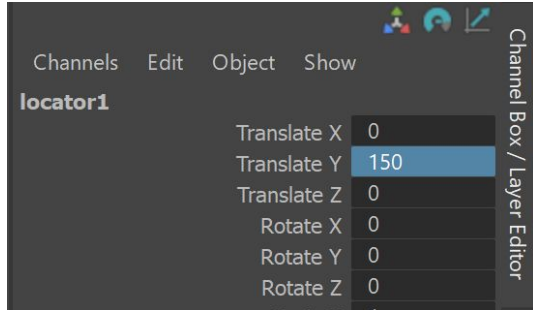 Channels Edit Object Show
locator1
Translate X 0
Translate Y 150
Translate Z 0
Rotate X 0
Rotate Y 0
Rotate Z 0
Channel Box / Layer Editor